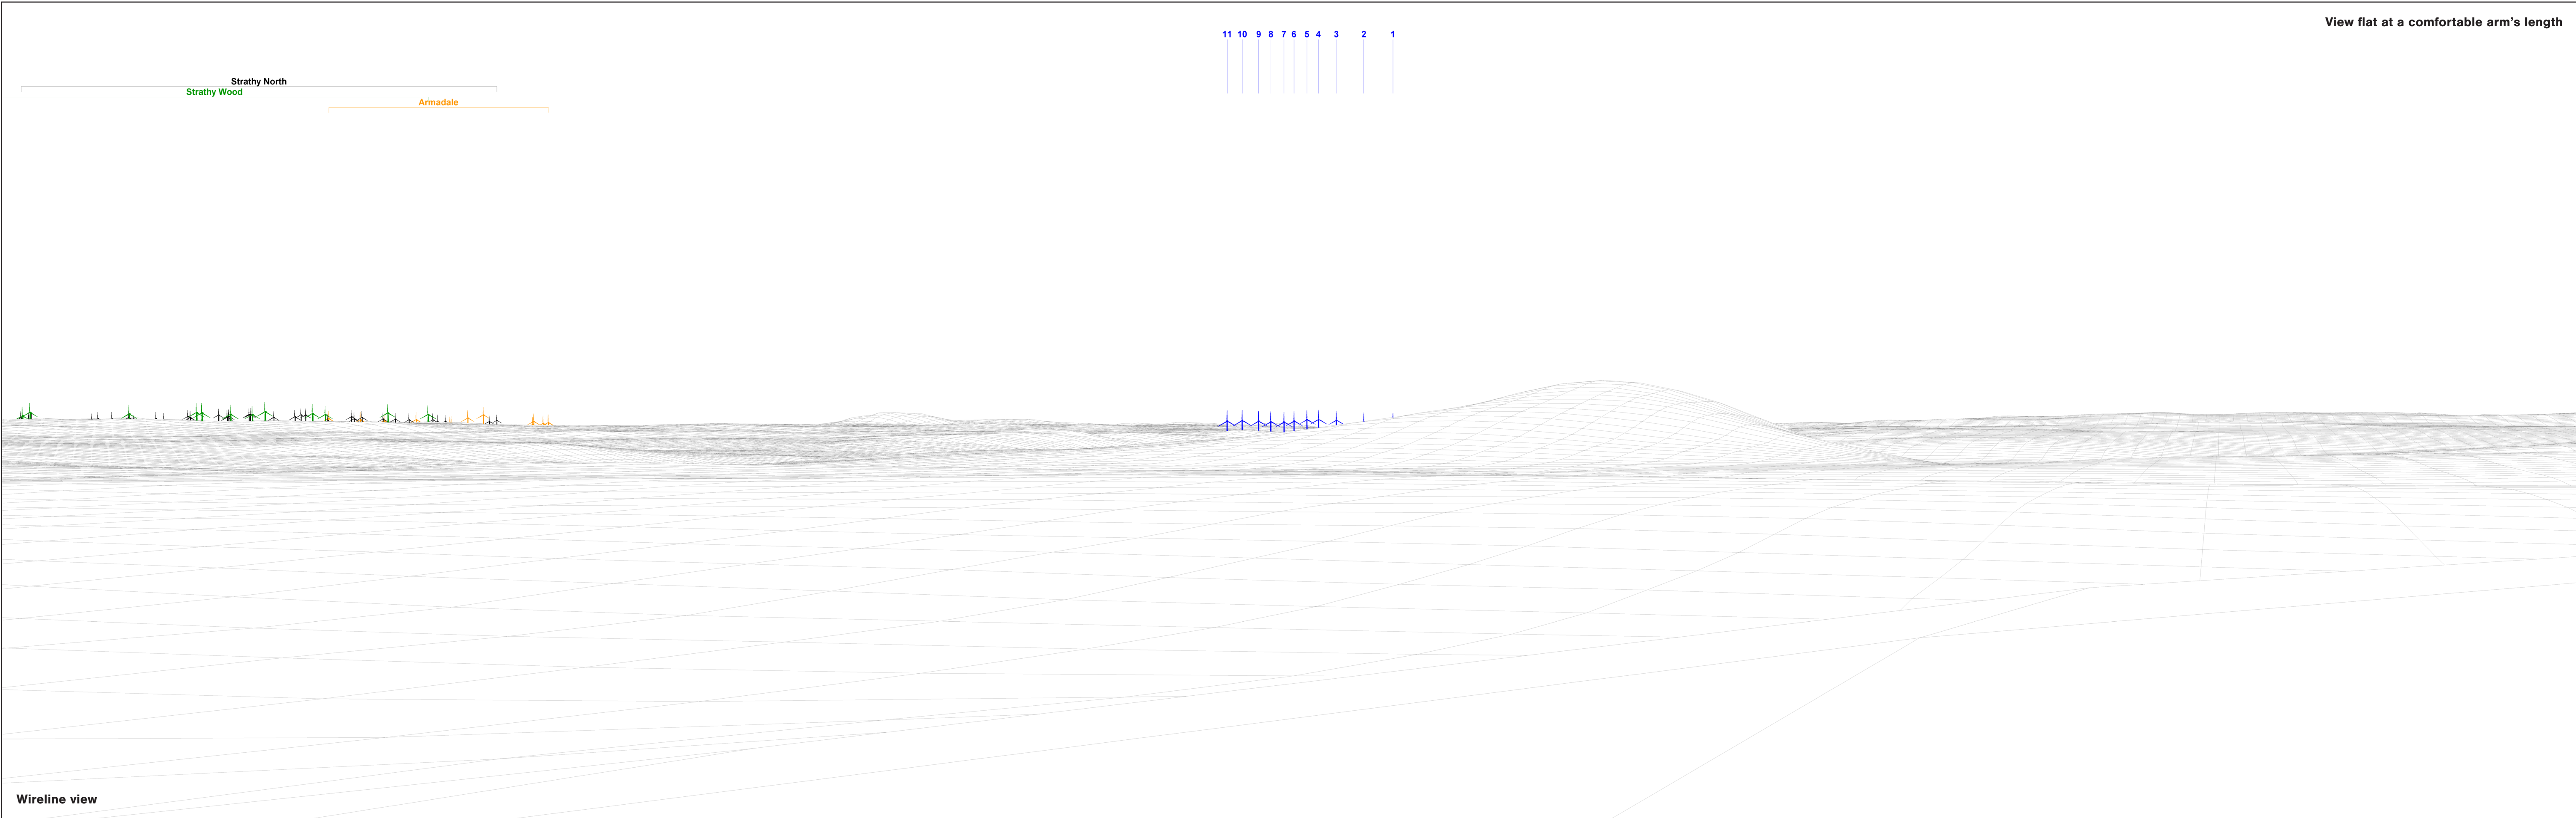 View flat at a comfortable arm's length
11 10 9 8 7 6 5 4 3 2 1
Strathy North
Strathy Wood
Armadale
Wireline view